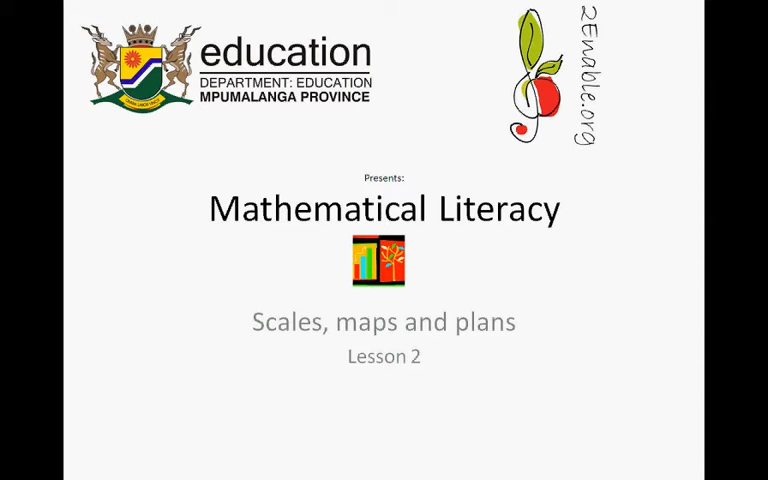 education
DEPARTMENT: EDUCATION
MPUMALANGA PROVINCE
2Enable.org
Presents:
Mathematical Literacy
Scales, maps and plans
Lesson 2